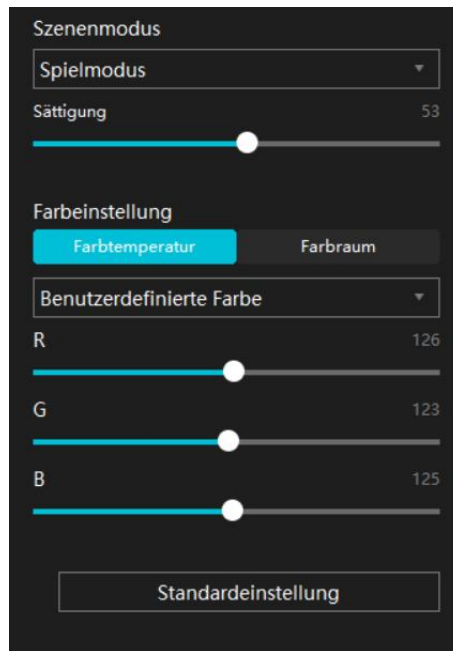 Szenenmodus
Spielmodus
Sättigung 53
Farbeinstellung
Farbtemperatur Farbraum
Benutzerdefinierte Farbe
R 126
G 123
B 125
Standardeinstellung